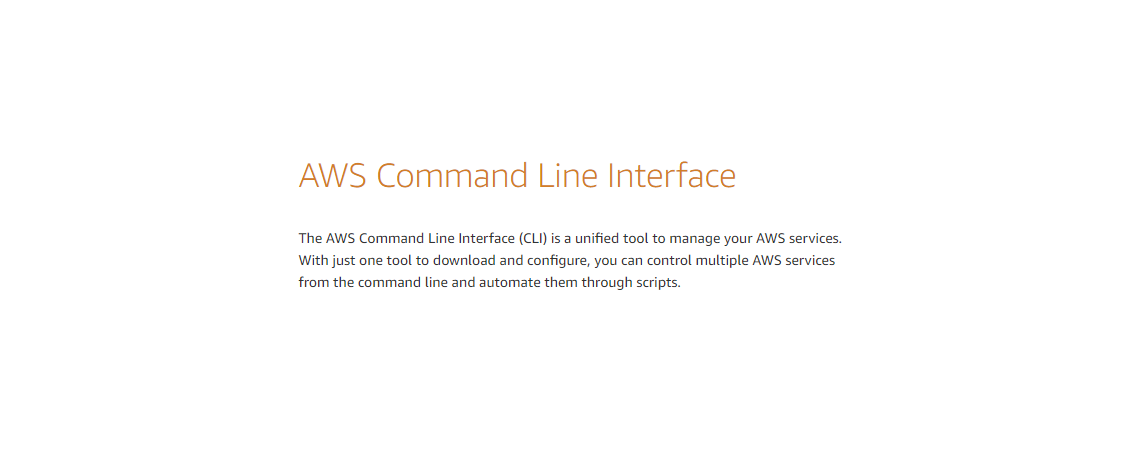 AWS Command Line Interface
The AWS Command Line Interface (CLI) is a unified tool to manage your AWS services.
With just one tool to download and configure, you can control multiple AWS services
from the command line and automate them through scripts.